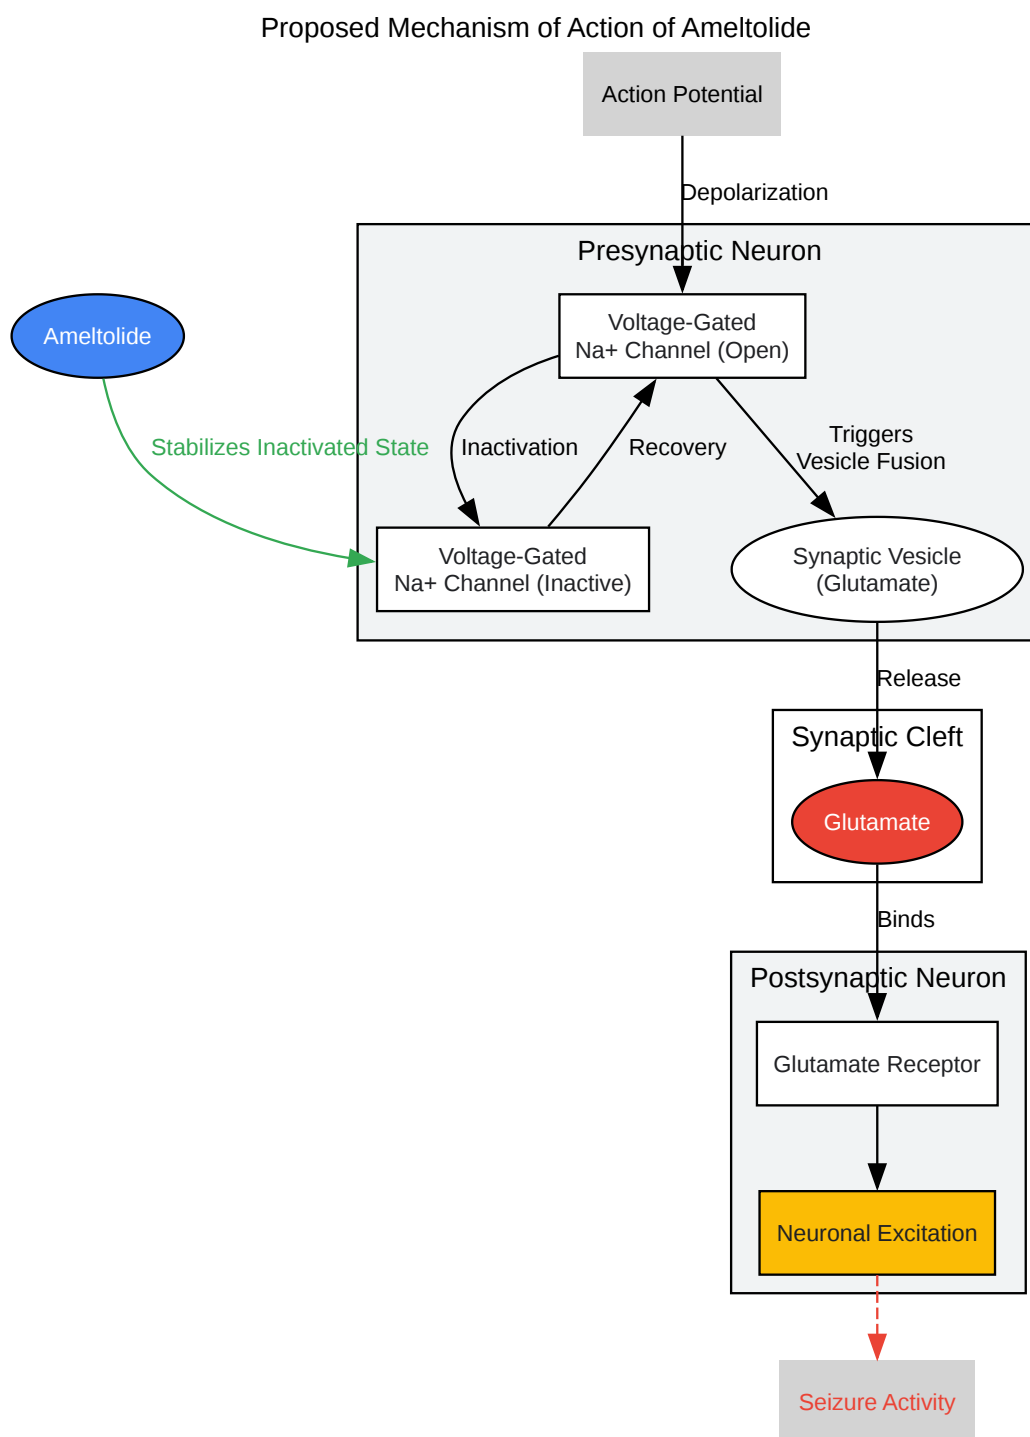 Proposed Mechanism of Action of Ameltolide
Action Potential
Depolarization
Presynaptic Neuron
Voltage-Gated
Na+ Channel (Open)
Ameltolide
Stabilizes Inactivated State
Inactivation
Recovery
Triggers
Vesicle Fusion
Voltage-Gated
Na+ Channel (Inactive)
Synaptic Vesicle
(Glutamate)
Release
Synaptic Cleft
Glutamate
Binds
Postsynaptic Neuron
Glutamate Receptor
Neuronal Excitation
Seizure Activity